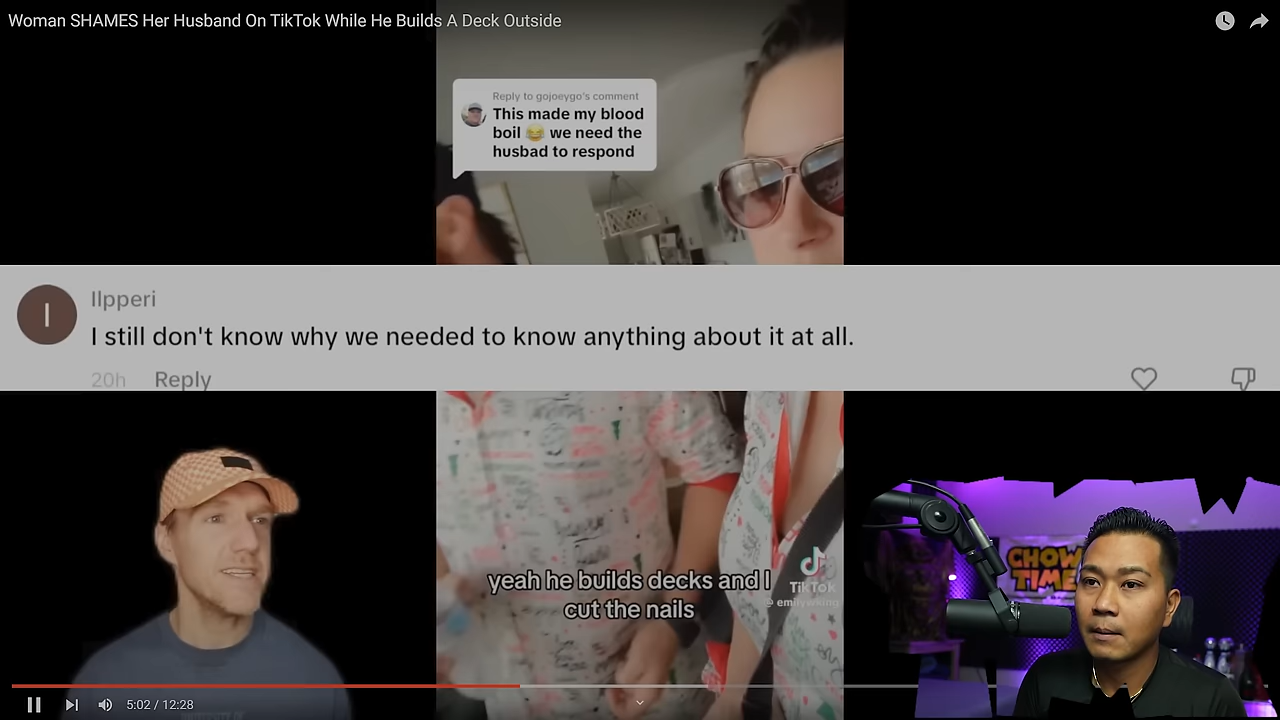 Woman SHAMES Her Husband On TikTok While He Builds A Deck Outside
Reply to gojoeygo's comment
This made my blood
boil 😂 we need the
husbad to respond
I
Ilpperi
I still don't know why we needed to know anything about it at all.
20h Reply
yeah he builds decks and I
cut the nails
TikTok
@emilywking
CHOW
TIME
5:02 / 12:28